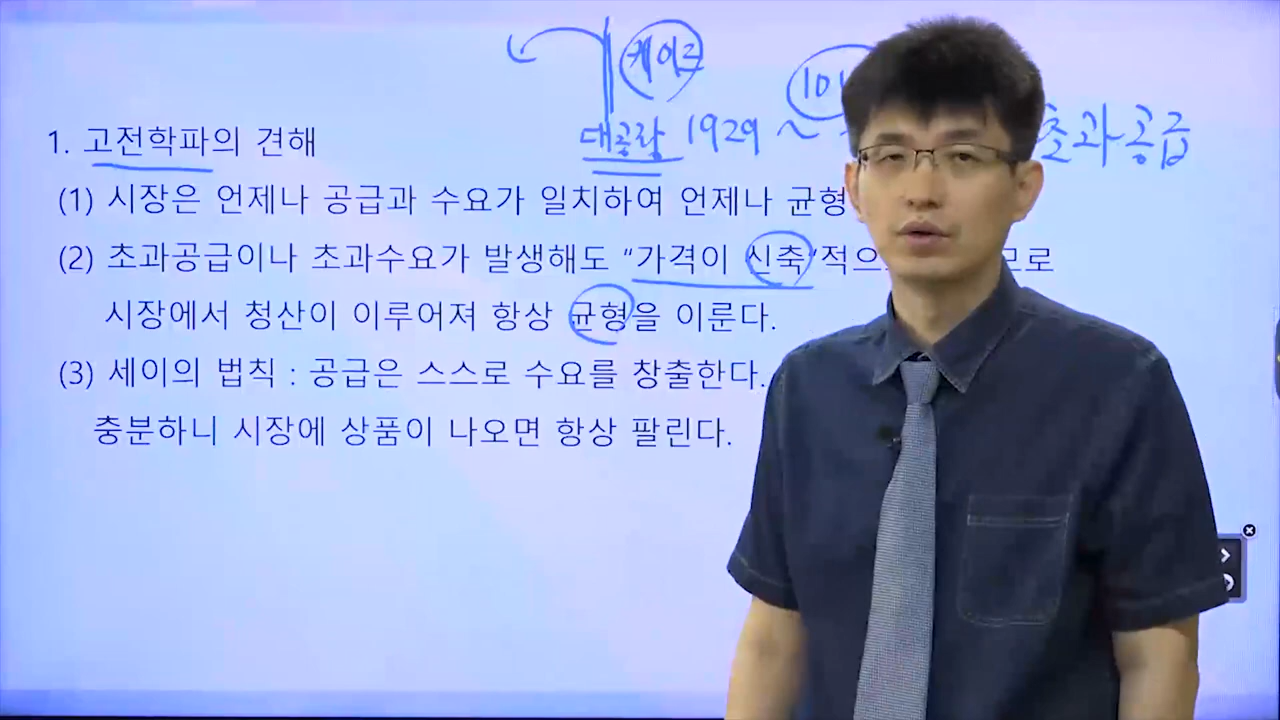 케이즈
10
대공황 1929 ~
초과공급
1. 고전학파의 견해
(1) 시장은 언제나 공급과 수요가 일치하여 언제나 균형
(2) 초과공급이나 초과수요가 발생해도 “가격이 신축”적으 므로
시장에서 청산이 이루어져 항상 균형을 이룬다.
(3) 세이의 법칙 : 공급은 스스로 수요를 창출한다.
충분하니 시장에 상품이 나오면 항상 팔린다.